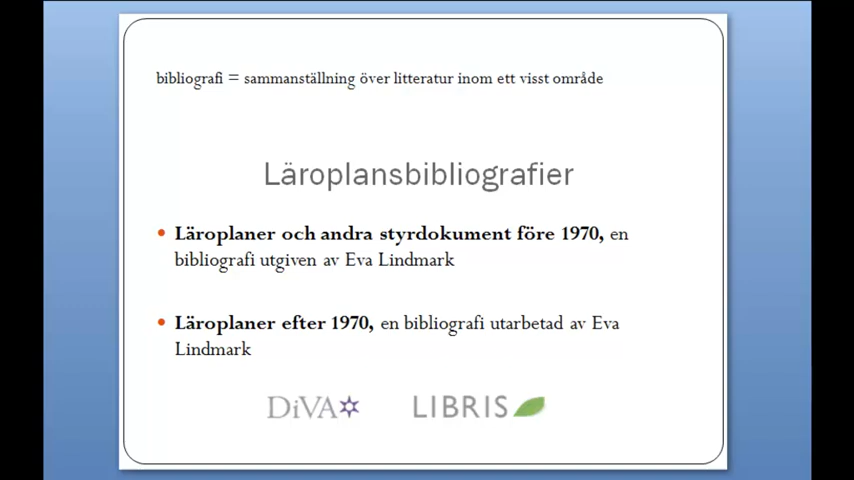 bibliografi = sammanställning över litteratur inom ett visst område
Läroplansbibliografier
Läroplaner och andra styrdokument före 1970, en
bibliografi utgiven av Eva Lindmark
Läroplaner efter 1970, en bibliografi utarbetad av Eva
Lindmark
DiVA
LIBRIS